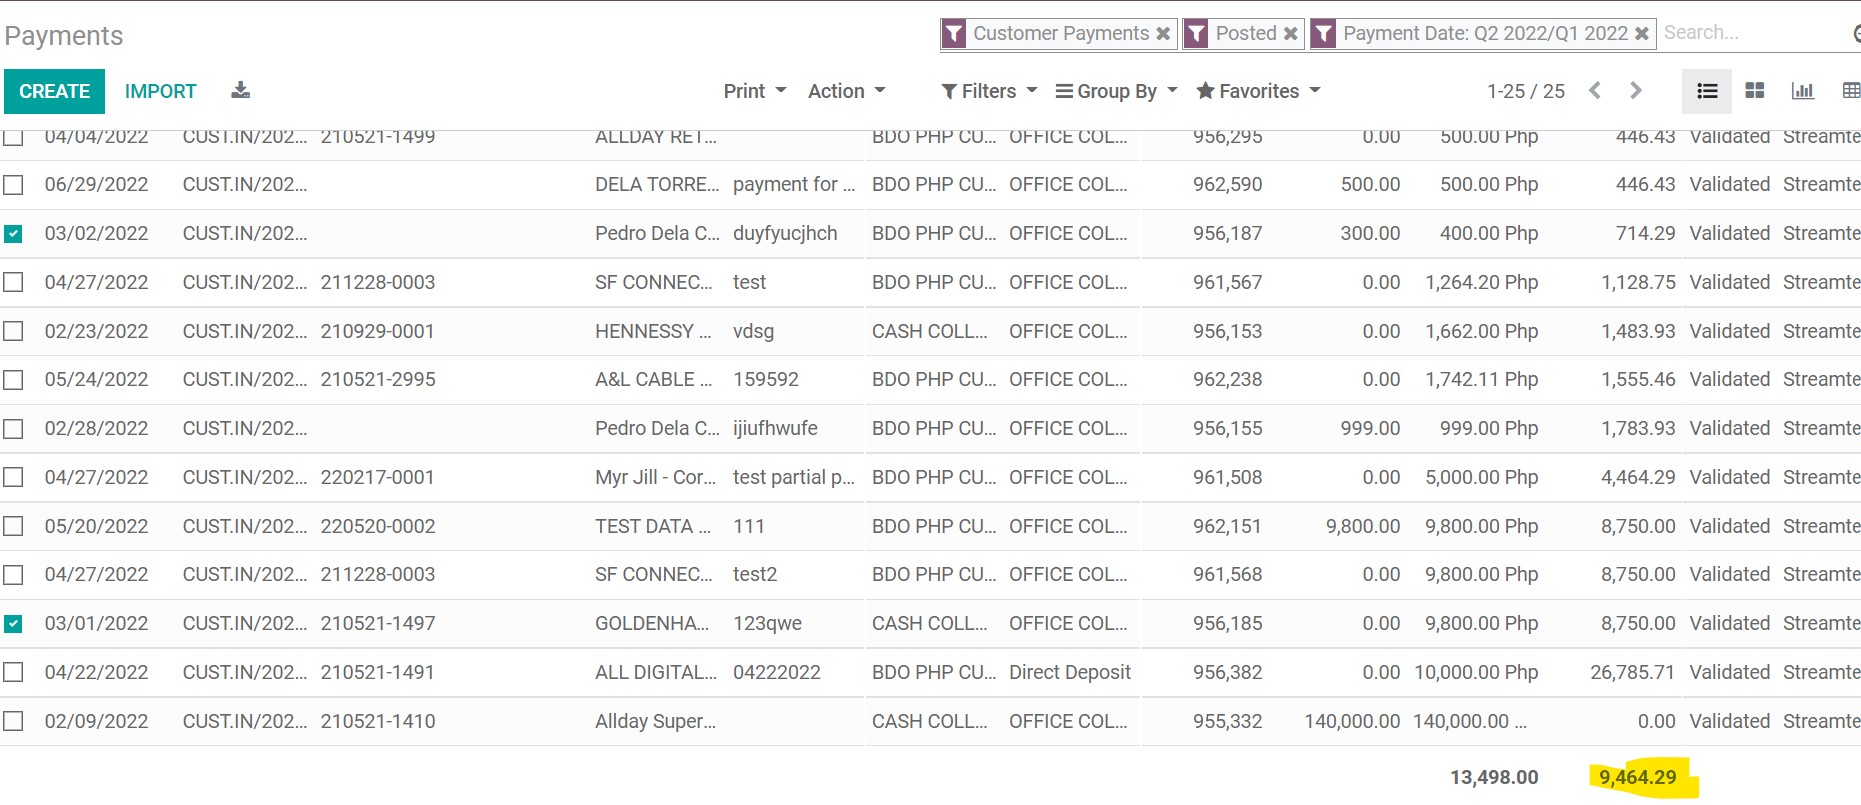 Payments
Customer Payments Posted Payment Date: Q2 2022/Q1 2022 Search...
CREATE IMPORT Print Action Filters Group By Favorites 1-25 / 25
04/04/2022 CUST.IN/202... 210521-1499 ALLDAY RET... BDO PHP CU... OFFICE COL... 956,295 0.00 500.00 Php 446.43 Validated Streamte
06/29/2022 CUST.IN/202... DELA TORRE... payment for ... BDO PHP CU... OFFICE COL... 962,590 500.00 500.00 Php 446.43 Validated Streamte
03/02/2022 CUST.IN/202... Pedro Dela C... duyfyucjhch BDO PHP CU... OFFICE COL... 956,187 300.00 400.00 Php 714.29 Validated Streamte
04/27/2022 CUST.IN/202... 211228-0003 SF CONNEC... test BDO PHP CU... OFFICE COL... 961,567 0.00 1,264.20 Php 1,128.75 Validated Streamte
02/23/2022 CUST.IN/202... 210929-0001 HENNESSY ... vdsg CASH COLL... OFFICE COL... 956,153 0.00 1,662.00 Php 1,483.93 Validated Streamte
05/24/2022 CUST.IN/202... 210521-2995 A&L CABLE ... 159592 BDO PHP CU... OFFICE COL... 962,238 0.00 1,742.11 Php 1,555.46 Validated Streamte
02/28/2022 CUST.IN/202... Pedro Dela C... ijiufhwufe BDO PHP CU... OFFICE COL... 956,155 999.00 999.00 Php 1,783.93 Validated Streamte
04/27/2022 CUST.IN/202... 220217-0001 Myr Jill - Cor... test partial p... BDO PHP CU... OFFICE COL... 961,508 0.00 5,000.00 Php 4,464.29 Validated Streamte
05/20/2022 CUST.IN/202... 220520-0002 TEST DATA ... 111 BDO PHP CU... OFFICE COL... 962,151 9,800.00 9,800.00 Php 8,750.00 Validated Streamte
04/27/2022 CUST.IN/202... 211228-0003 SF CONNEC... test2 BDO PHP CU... OFFICE COL... 961,568 0.00 9,800.00 Php 8,750.00 Validated Streamte
03/01/2022 CUST.IN/202... 210521-1497 GOLDENHA... 123qwe CASH COLL... OFFICE COL... 956,185 0.00 9,800.00 Php 8,750.00 Validated Streamte
04/22/2022 CUST.IN/202... 210521-1491 ALL DIGITAL... 04222022 BDO PHP CU... Direct Deposit 956,382 0.00 10,000.00 Php 26,785.71 Validated Streamte
02/09/2022 CUST.IN/202... 210521-1410 Allday Super... CASH COLL... OFFICE COL... 955,332 140,000.00 140,000.00 ... 0.00 Validated Streamte
13,498.00 9,464.29